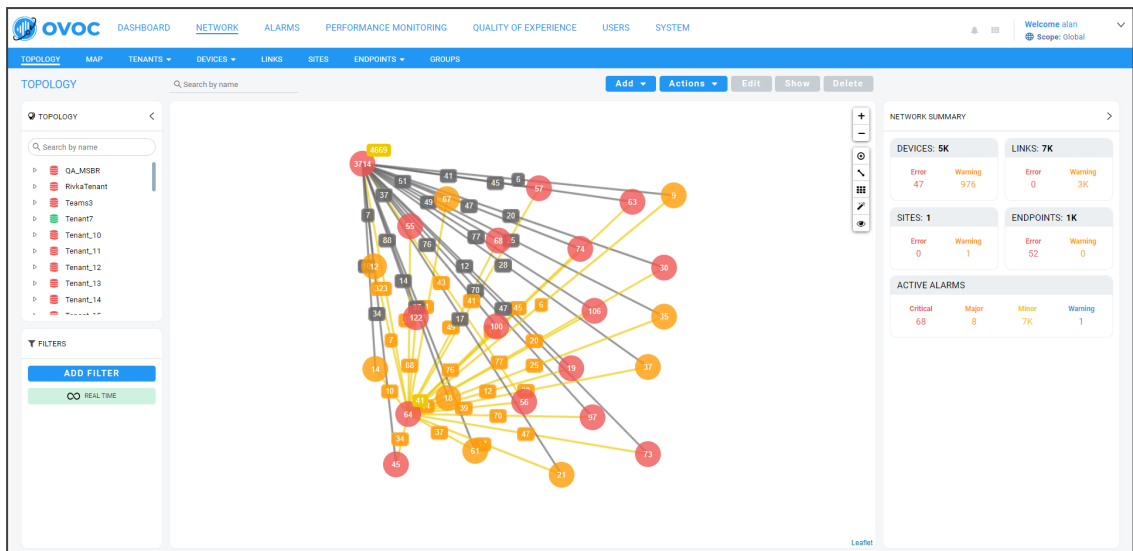 OVOC
DASHBOARD NETWORK ALARMS PERFORMANCE MONITORING QUALITY OF EXPERIENCE USERS SYSTEM
Welcome alan
Scope: Global
TOPOLOGY MAP TENANTS DEVICES LINKS SITES ENDPOINTS GROUPS
TOPOLOGY
Search by name
Add Actions Edit Show Delete
TOPOLOGY
Search by name
QA_MSBR
RivkaTenant
Teams3
Tenant7
Tenant_10
Tenant_11
Tenant_12
Tenant_13
Tenant_14
FILTERS
ADD FILTER
REAL TIME
4669
3714
41
6
51
45
57
37
49
67
9
47
63
7
20
55
77
68
88
76
74
12
12
28
30
14
43
323
70
41
45
6
34
47
106
35
122
17
100
49
7
20
88
76
77
25
14
19
37
10
12
41
18
39
56
64
70
97
37
47
34
61
73
45
21
+
−
Leaflet
NETWORK SUMMARY
DEVICES: 5K
Error Warning
47 976
LINKS: 7K
Error Warning
0 3K
SITES: 1
Error Warning
0 1
ENDPOINTS: 1K
Error Warning
52 0
ACTIVE ALARMS
Critical Major Minor Warning
68 8 7K 1